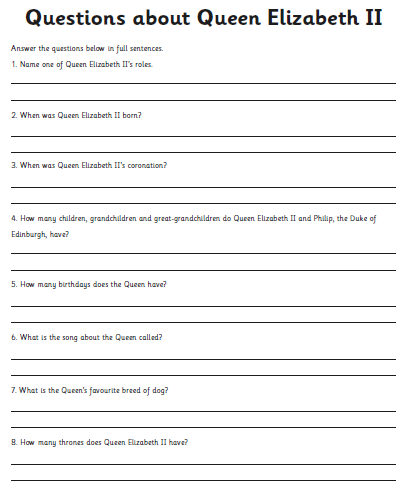 Questions about Queen Elizabeth II
Answer the questions below in full sentences.
1. Name one of Queen Elizabeth II's roles.
2. When was Queen Elizabeth II born?
3. When was Queen Elizabeth II's coronation?
4. How many children, grandchildren and great-grandchildren do Queen Elizabeth II and Philip, the Duke of
Edinburgh, have?
5. How many birthdays does the Queen have?
6. What is the song about the Queen called?
7. What is the Queen's favourite breed of dog?
8. How many thrones does Queen Elizabeth II have?